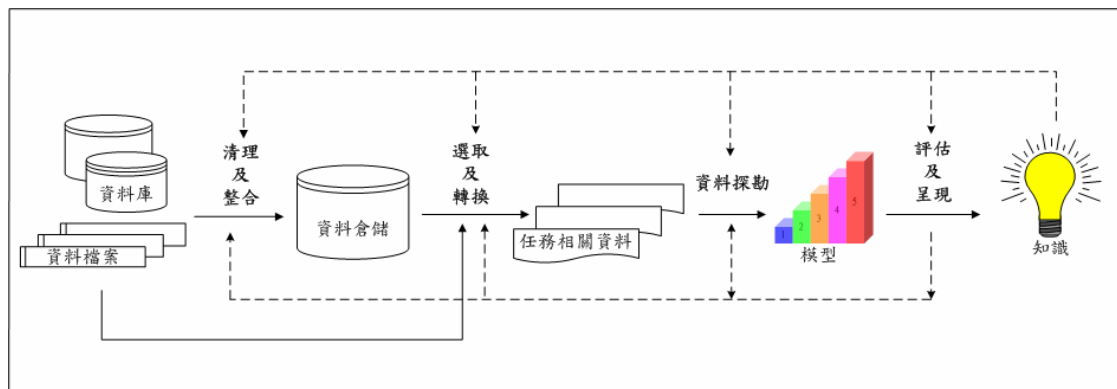 清理
及
整合
選取
及
轉換
資料探勘
評估
及
呈現
資料庫
資料檔案
資料倉儲
任務相關資料
1
2
3
4
5
模型
知識